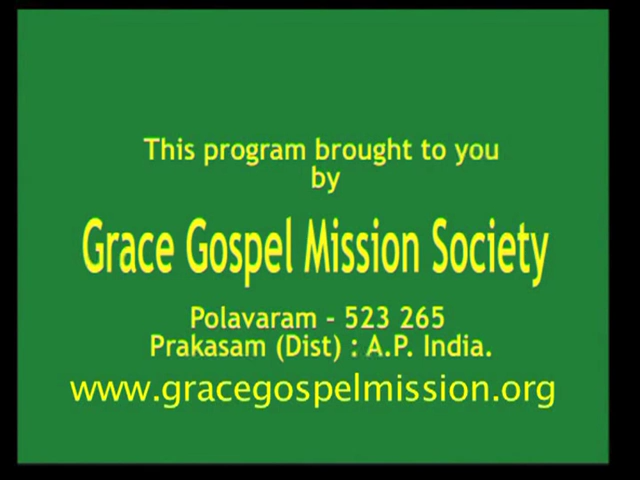 This program brought to you
by
Grace Gospel Mission Society
Polavaram - 523 265
Prakasam (Dist) : A.P. India.
www.gracegospelmission.org